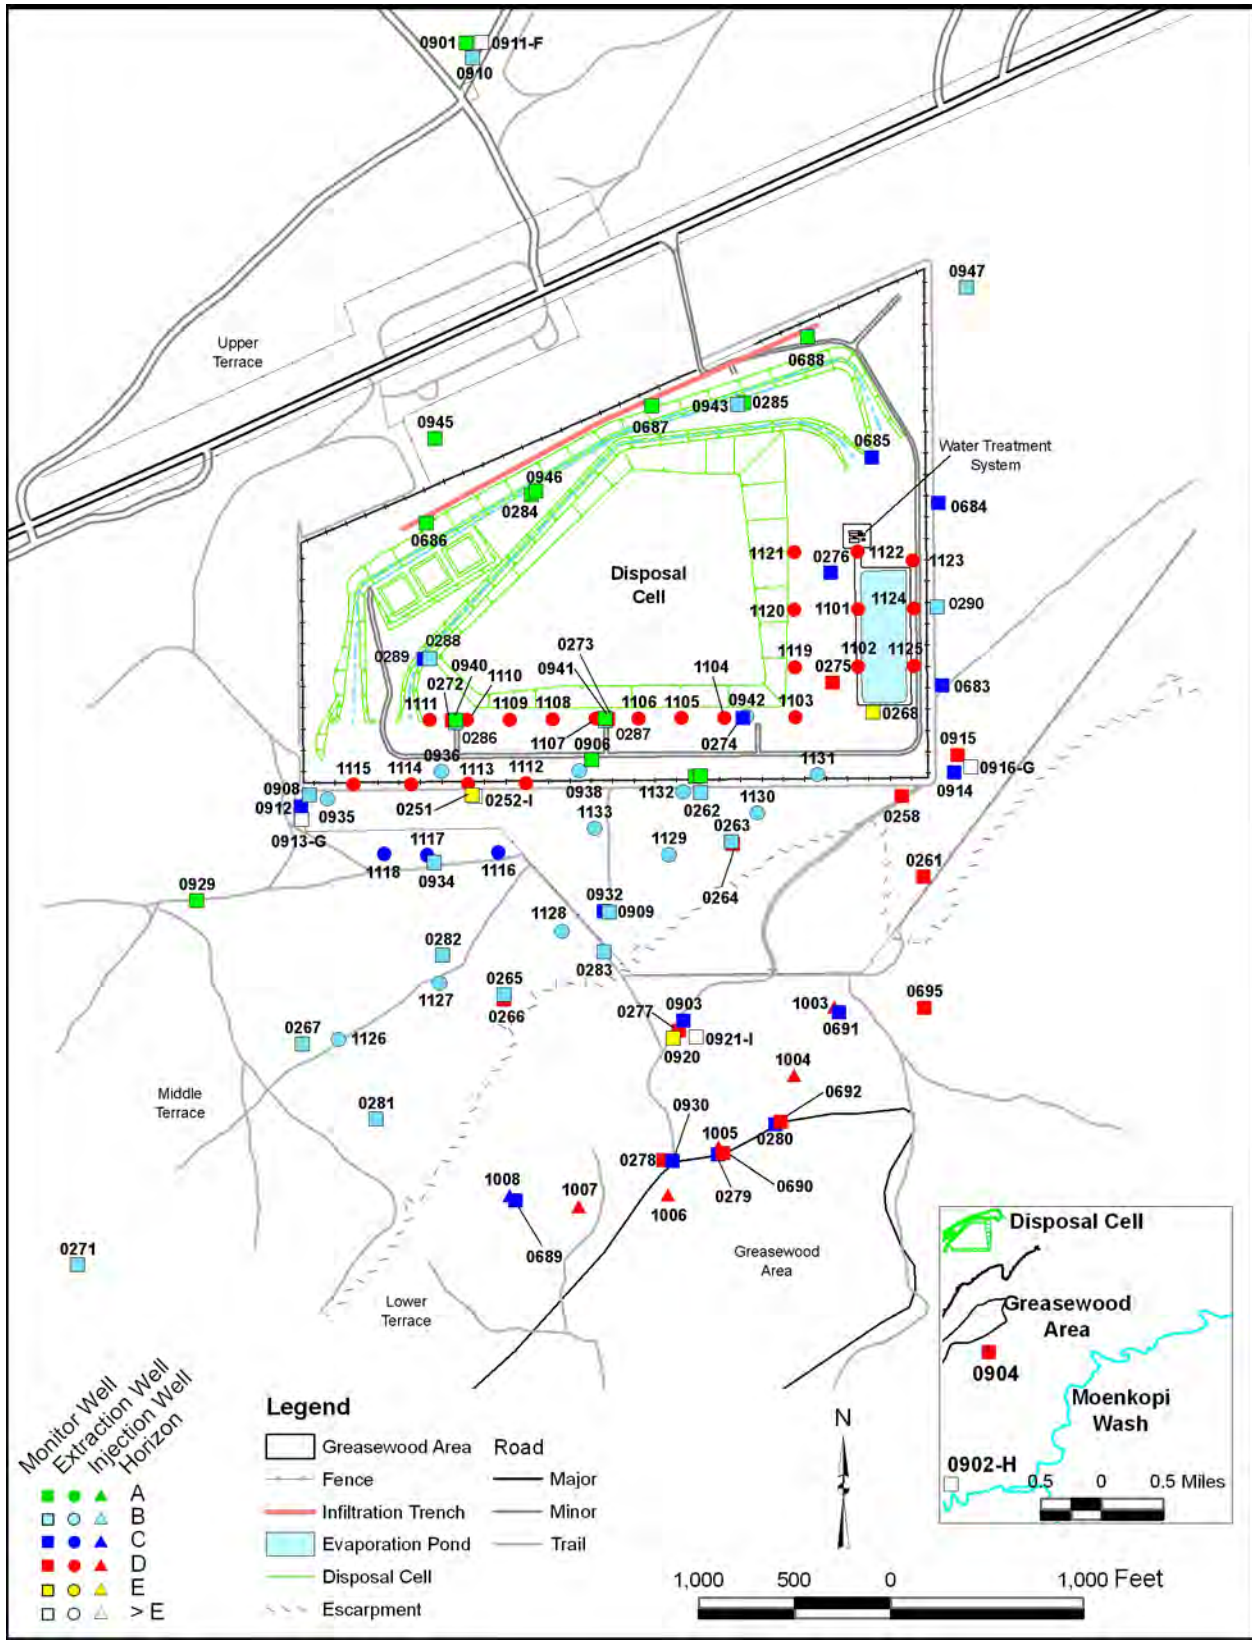 0901
0911-F
0910
0947
Upper
Terrace
0688
0943
0285
0687
0945
0685
Water Treatment
System
0946
0284
0684
0686
1121
0276
1122
1123
Disposal
Cell
1120
1101
1124
0290
0273
0288
0289
0940
0941
1119
1102
1125
0275
0272
1110
1104
0683
1111
1109
1108
1106
1105
0942
1103
0268
0286
1107
0287
0274
0906
0915
0936
1131
0916-G
1115
1114
1113
1112
0908
0938
1132
0914
0912
0935
0251
0252-I
0262
1130
0258
1133
0263
0913-G
1117
1129
1118
1116
0261
0934
0929
0264
0932
1128
0909
0282
0283
1127
0265
0266
0903
1003
0695
0277
0691
0267
1126
0921-I
0920
1004
Middle
Terrace
0281
0930
0692
1005
0280
0278
0690
1008
1007
0279
1006
0689
0271
Greasewood
Area
Lower
Terrace
Disposal Cell
Greasewood
Area
0904
Moenkopi
Wash
0902-H
0.5 0 0.5 Miles
N
Monitor Well
Extraction Well
Injection Well
Horizon
A
B
C
D
E
> E
Legend
Greasewood Area
Fence
Infiltration Trench
Evaporation Pond
Disposal Cell
Escarpment
Road
Major
Minor
Trail
1,000 500 0 1,000 Feet